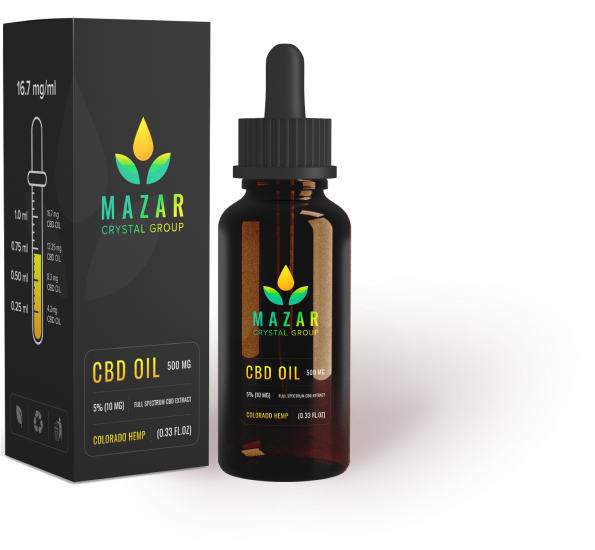 16.7 mg/ml
1.0 ml
16.7 mg
CBD OIL
0.75 ml
12.25 mg
CBD OIL
0.50 ml
8.3 mg
CBD OIL
0.25 ml
4.2mg
CBD OIL
MAZAR
CRYSTAL GROUP
CBD OIL 500 MG
5% (10 MG) FULL SPECTRUM CBD EXTRACT
COLORADO HEMP (0.33 FL.OZ)
MAZAR
CRYSTAL GROUP
CBD OIL 500 MG
5% (10 MG) FULL SPECTRUM CBD EXTRACT
COLORADO HEMP (0.33 FL.OZ)